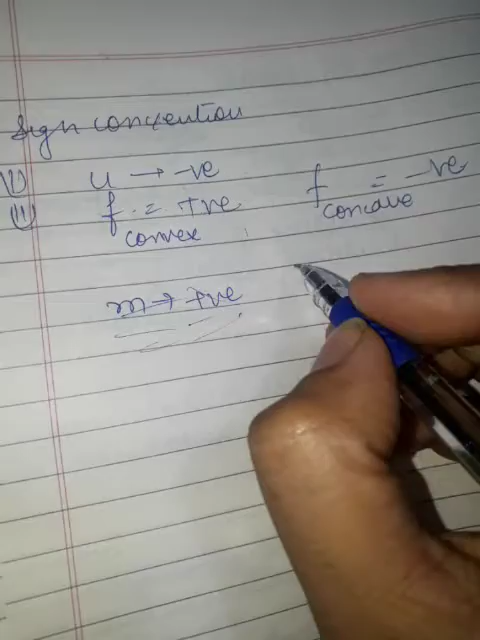 Sign convention
(i) u → -ve
(ii) f = +ve f = -ve
convex concave
m → +ve